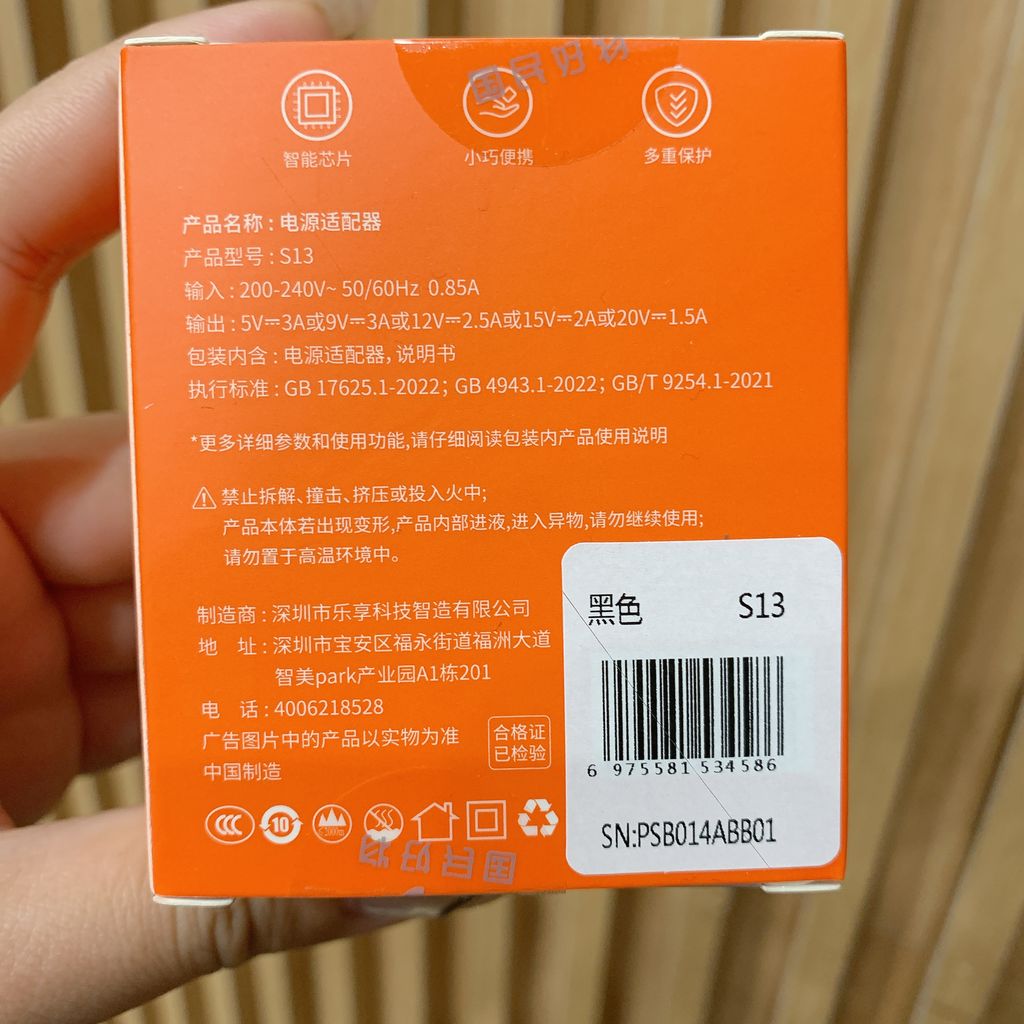 国民好物
智能芯片
小巧便携
多重保护
产品名称：电源适配器
产品型号：S13
输入：200-240V~ 50/60Hz 0.85A
输出：5V⎓3A或9V⎓3A或12V⎓2.5A或15V⎓2A或20V⎓1.5A
包装内含：电源适配器，说明书
执行标准：GB 17625.1-2022；GB 4943.1-2022；GB/T 9254.1-2021
*更多详细参数和使用功能,请仔细阅读包装内产品使用说明
禁止拆解、撞击、挤压或投入火中;
产品本体若出现变形,产品内部进液,进入异物,请勿继续使用;
请勿置于高温环境中。
制造商：深圳市乐享科技智造有限公司
地 址：深圳市宝安区福永街道福洲大道
智美park产业园A1栋201
电 话：4006218528
广告图片中的产品以实物为准
中国制造
合格证
已检验
黑色 S13
6 975581 534586
SN:PSB014ABB01
CCC
10
≤2000m
国民好物